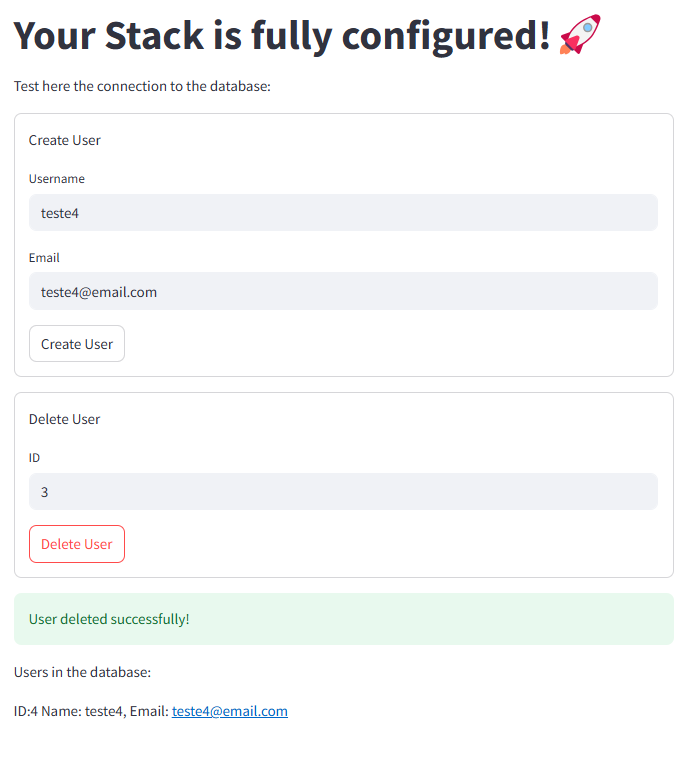 Your Stack is fully configured! 🚀
Test here the connection to the database:
Create User
Username
teste4
Email
teste4@email.com
Create User
Delete User
ID
3
Delete User
User deleted successfully!
Users in the database:
ID:4 Name: teste4, Email: teste4@email.com